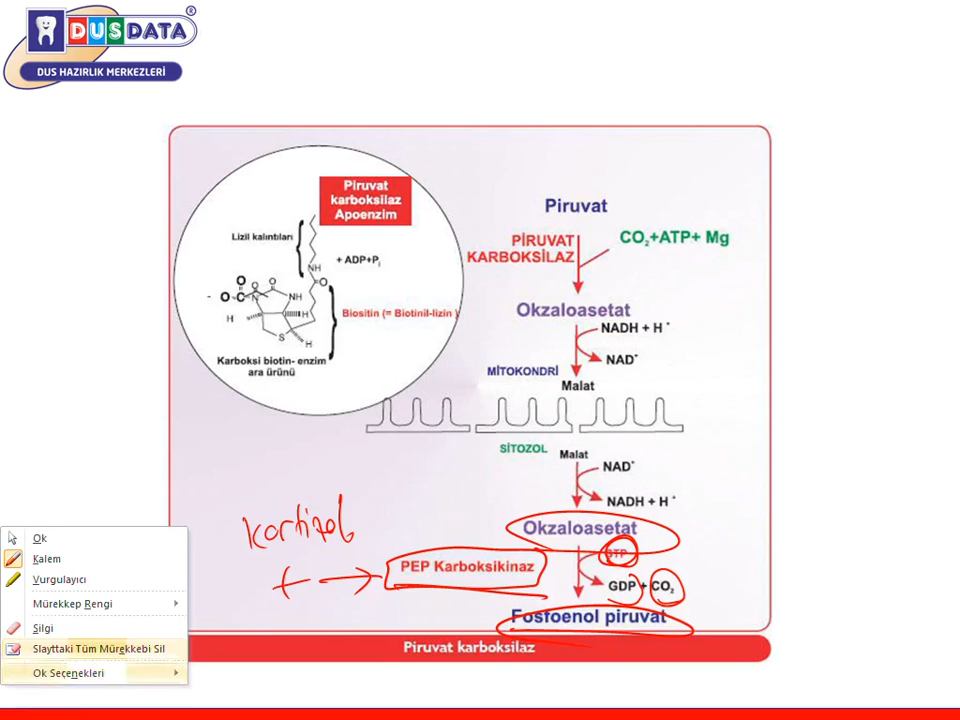 DUSDATA®
DUS HAZIRLIK MERKEZLERİ
Piruvat
karboksilaz
Apoenzim
Lizil kalıntıları
+ ADP+Pi
NH
O
O
O
- O C N
O
NH
H
H
S
H
Biositin (= Biotinil-lizin)
Karboksi biotin- enzim
ara ürünü
Piruvat
PİRUVAT
KARBOKSİLAZ
CO2+ATP+ Mg
Okzaloasetat
NADH + H+
NAD+
MİTOKONDRİ
Malat
SİTOZOL
Malat
NAD+
NADH + H+
Okzaloasetat
kortizol
+
PEP Karboksikinaz
GTP
GDP + CO2
Fosfoenol piruvat
Piruvat karboksilaz
Ok
Kalem
Vurgulayıcı
Mürekkep Rengi
Silgi
Slayttaki Tüm Mürekkebi Sil
Ok Seçenekleri